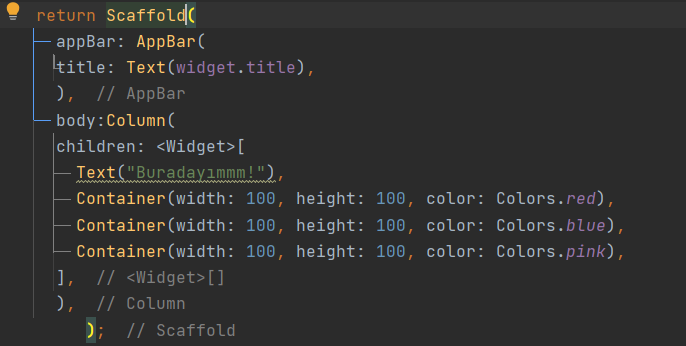 return Scaffold(
appBar: AppBar(
title: Text(widget.title),
), // AppBar
body:Column(
children: <Widget>[
Text("Buradayımmm!"),
Container(width: 100, height: 100, color: Colors.red),
Container(width: 100, height: 100, color: Colors.blue),
Container(width: 100, height: 100, color: Colors.pink),
], // <Widget>[]
), // Column
); // Scaffold